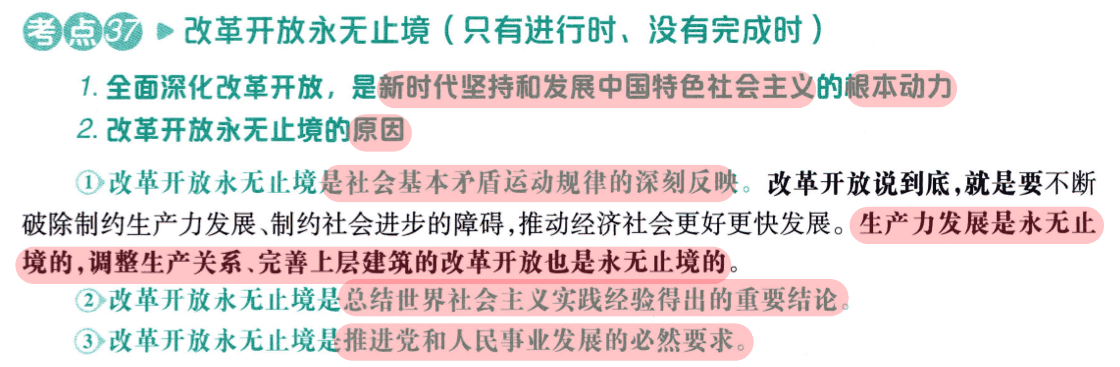 考点37 ▶ 改革开放永无止境（只有进行时、没有完成时）
1. 全面深化改革开放，是新时代坚持和发展中国特色社会主义的根本动力
2. 改革开放永无止境的原因
①改革开放永无止境是社会基本矛盾运动规律的深刻反映。改革开放说到底，就是要不断
破除制约生产力发展、制约社会进步的障碍，推动经济社会更好更快发展。生产力发展是永无止
境的，调整生产关系、完善上层建筑的改革开放也是永无止境的。
②改革开放永无止境是总结世界社会主义实践经验得出的重要结论。
③改革开放永无止境是推进党和人民事业发展的必然要求。